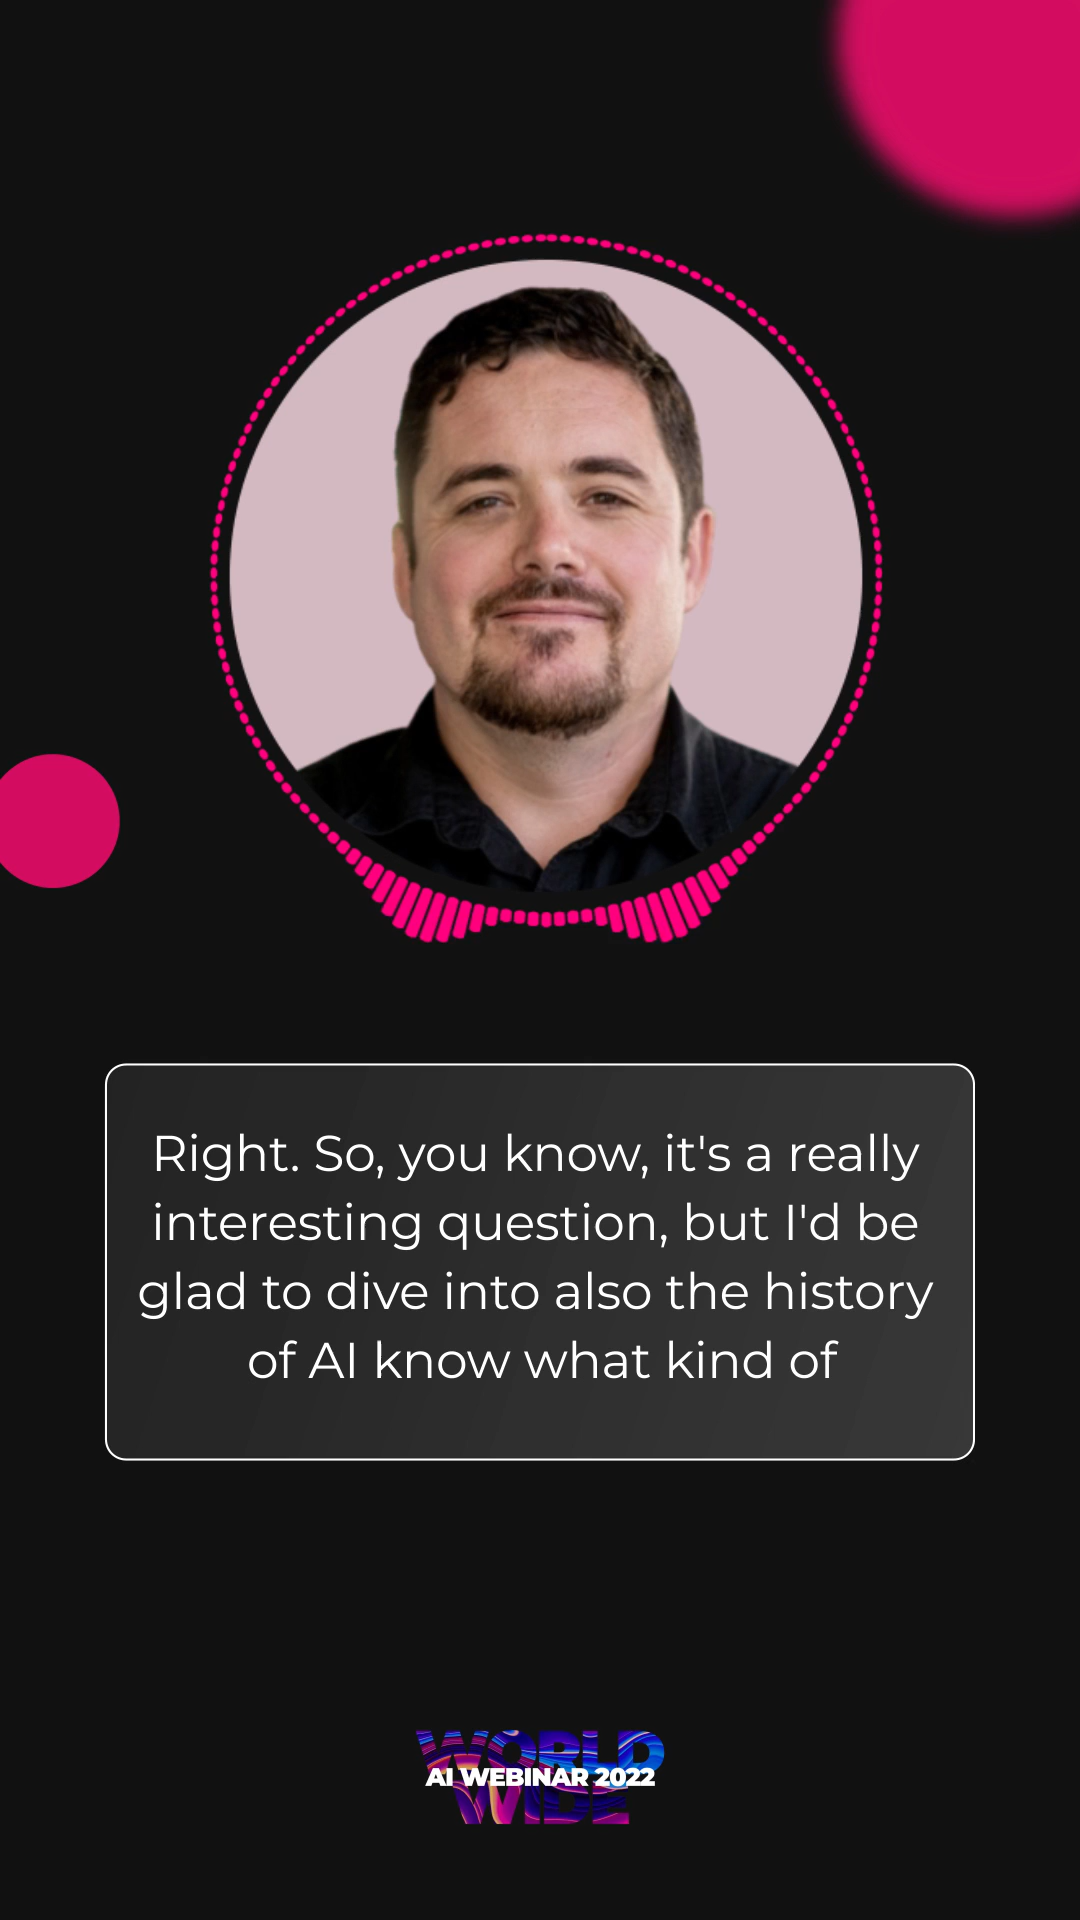 Right. So, you know, it's a really
interesting question, but I'd be
glad to dive into also the history
of AI know what kind of
WORLD
AI WEBINAR 2022
WIDE